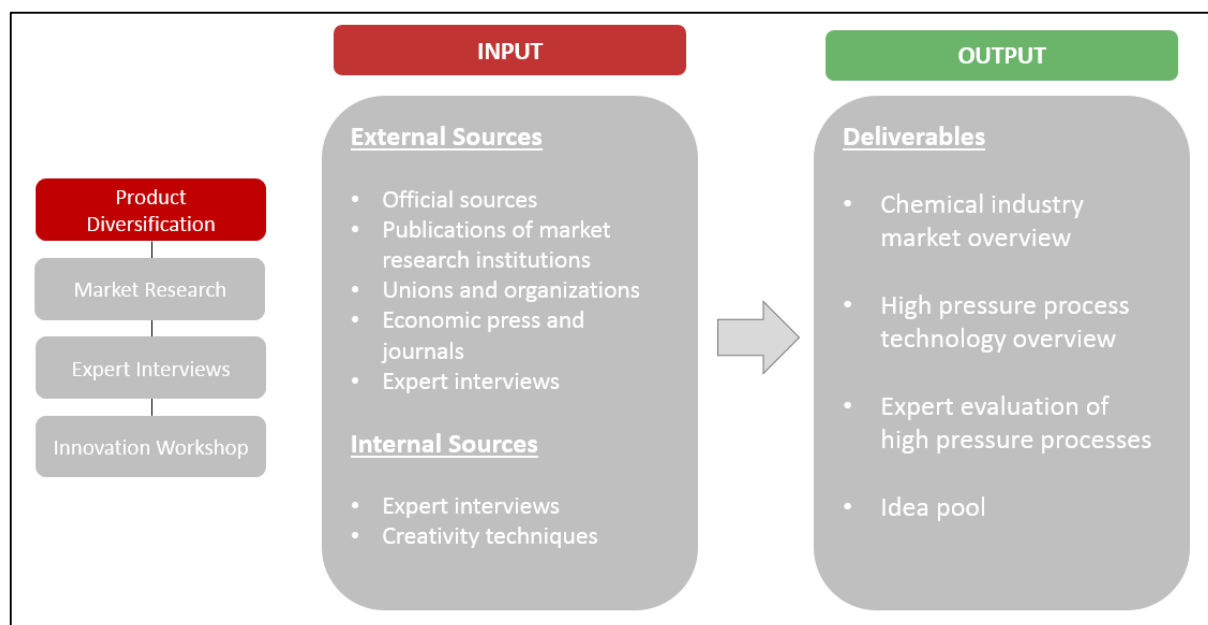 Product
Diversification
Market Research
Expert Interviews
Innovation Workshop
INPUT
External Sources
• Official sources
• Publications of market
research institutions
• Unions and organizations
• Economic press and
journals
• Expert interviews
Internal Sources
• Expert interviews
• Creativity techniques
OUTPUT
Deliverables
• Chemical industry
market overview
• High pressure process
technology overview
• Expert evaluation of
high pressure processes
• Idea pool